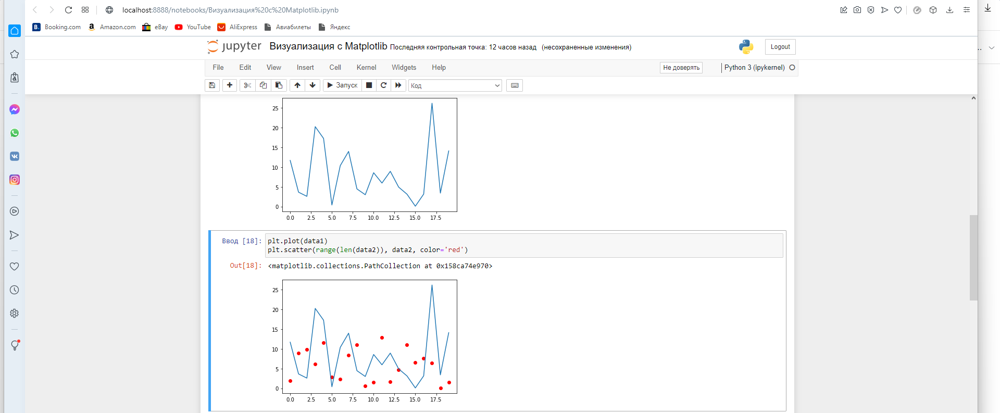 localhost:8888/notebooks/Визуализация%20с%20Matplotlib.ipynb
Booking.com Amazon.com eBay YouTube AliExpress Авиабилеты Яндекс
jupyter Визуализация с Matplotlib Последняя контрольная точка: 12 часов назад (несохраненные изменения) Logout
File Edit View Insert Cell Kernel Widgets Help Не доверять Python 3 (ipykernel)
Запуск Код
25
20
15
10
5
0
0.0 2.5 5.0 7.5 10.0 12.5 15.0 17.5
Ввод [18]: plt.plot(data1)
plt.scatter(range(len(data2)), data2, color='red')
Out[18]: <matplotlib.collections.PathCollection at 0x158ca74e970>
25
20
15
10
5
0
0.0 2.5 5.0 7.5 10.0 12.5 15.0 17.5